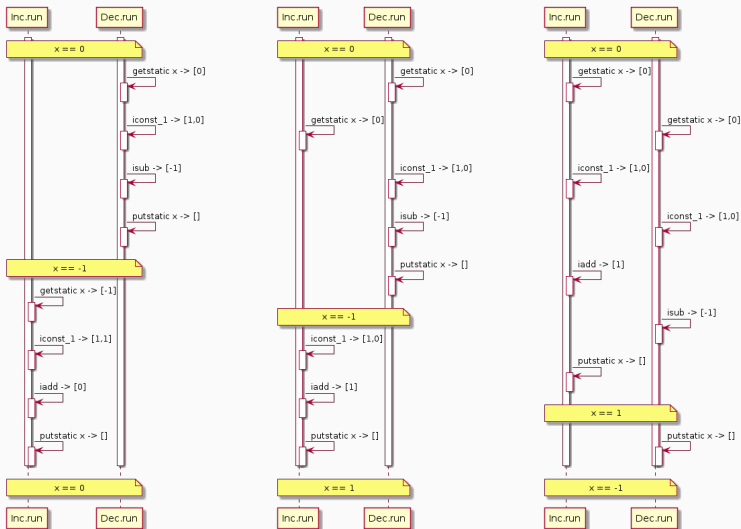 Inc.run
Dec.run
x == 0
getstatic x -> [0]
iconst_1 -> [1,0]
isub -> [-1]
putstatic x -> []
x == -1
getstatic x -> [-1]
iconst_1 -> [1,1]
iadd -> [0]
putstatic x -> []
x == 0
Inc.run
Dec.run
Inc.run
Dec.run
x == 0
getstatic x -> [0]
getstatic x -> [0]
iconst_1 -> [1,0]
isub -> [-1]
putstatic x -> []
x == -1
iconst_1 -> [1,0]
iadd -> [1]
putstatic x -> []
x == 1
Inc.run
Dec.run
Inc.run
Dec.run
x == 0
getstatic x -> [0]
getstatic x -> [0]
iconst_1 -> [1,0]
iconst_1 -> [1,0]
iadd -> [1]
isub -> [-1]
putstatic x -> []
x == 1
putstatic x -> []
x == -1
Inc.run
Dec.run